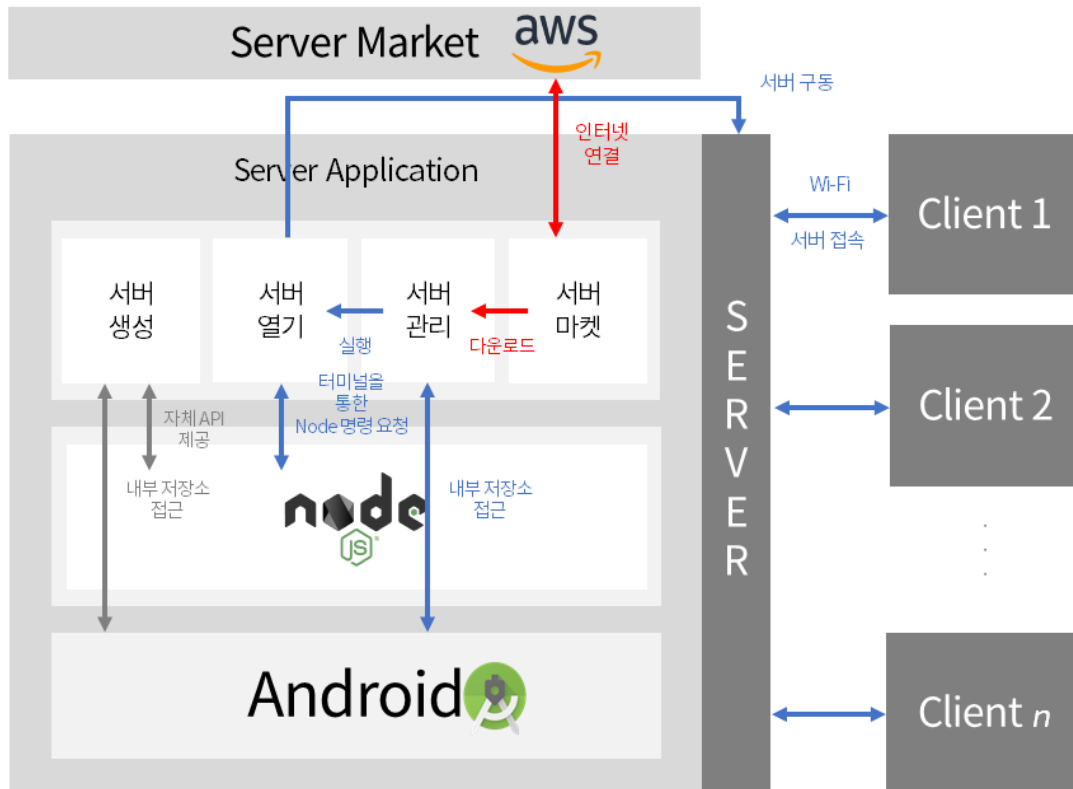 Server Market aws
서버 구동
인터넷
연결
Server Application
Wi-Fi
서버 접속
Client 1
서버
생성
서버
열기
서버
관리
서버
마켓
실행
다운로드
터미널을
통한
Node 명령 요청
자체 API
제공
내부 저장소
접근
내부 저장소
접근
node
JS
Android
S
E
R
V
E
R
Client 2
Client n